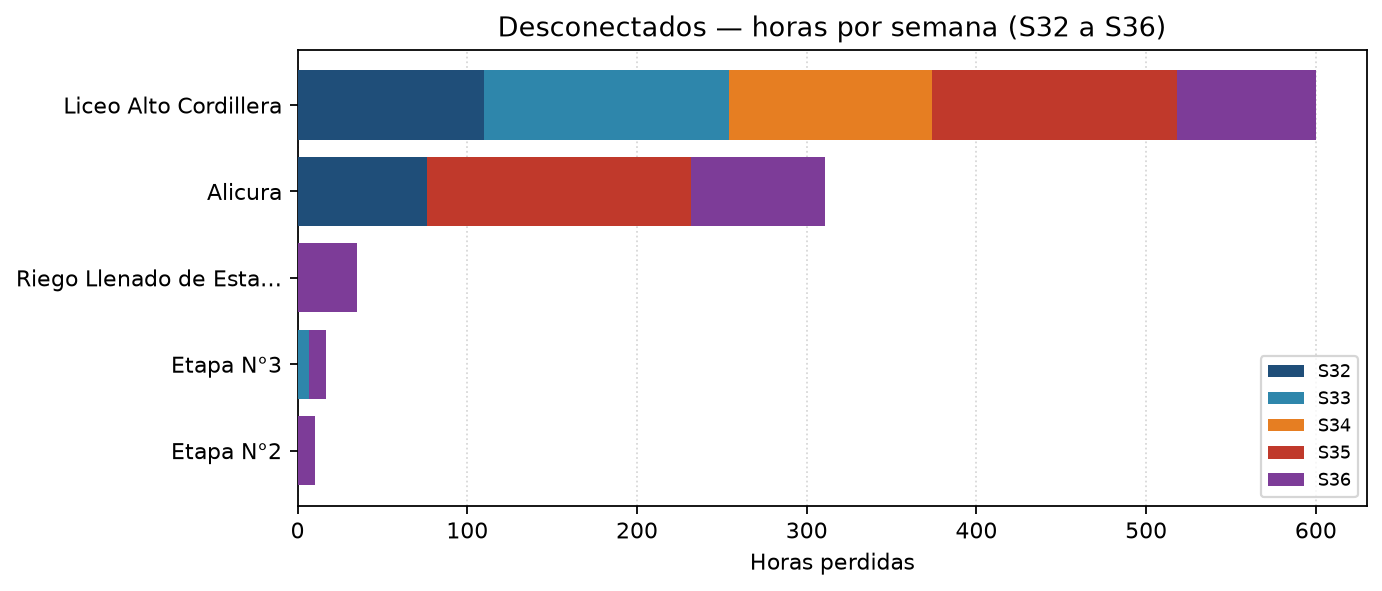 Desconectados — horas por semana (S32 a S36)
Liceo Alto Cordillera
Alicura
Riego Llenado de Esta...
Etapa N°3
Etapa N°2
S32
S33
S34
S35
S36
0 100 200 300 400 500 600
Horas perdidas